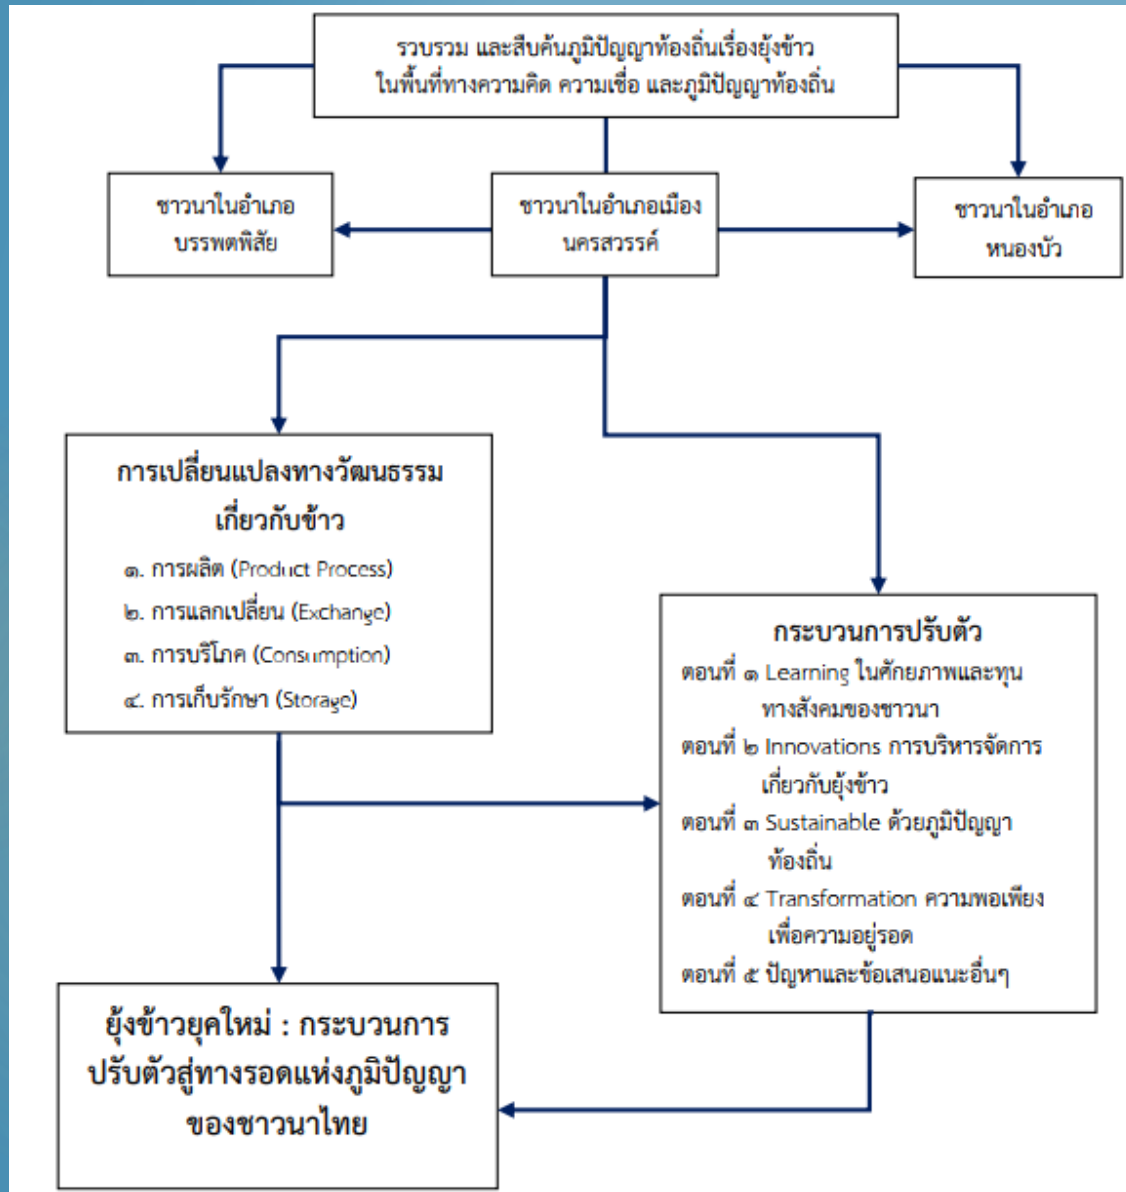 รวบรวม และสืบค้นภูมิปัญญาท้องถิ่นเรื่องยุ้งข้าว
ในพื้นที่ทางความคิด ความเชื่อ และภูมิปัญญาท้องถิ่น
ชาวนาในอำเภอ
บรรพตพิสัย
ชาวนาในอำเภอเมือง
นครสวรรค์
ชาวนาในอำเภอ
หนองบัว
การเปลี่ยนแปลงทางวัฒนธรรม
เกี่ยวกับข้าว
๑. การผลิต (Product Process)
๒. การแลกเปลี่ยน (Exchange)
๓. การบริโภค (Consumption)
๔. การเก็บรักษา (Storage)
กระบวนการปรับตัว
ตอนที่ ๑ Learning ในศักยภาพและทุน
ทางสังคมของชาวนา
ตอนที่ ๒ Innovations การบริหารจัดการ
เกี่ยวกับยุ้งข้าว
ตอนที่ ๓ Sustainable ด้วยภูมิปัญญา
ท้องถิ่น
ตอนที่ ๔ Transformation ความพอเพียง
เพื่อความอยู่รอด
ตอนที่ ๕ ปัญหาและข้อเสนอแนะอื่นๆ
ยุ้งข้าวยุคใหม่ : กระบวนการ
ปรับตัวสู่ทางรอดแห่งภูมิปัญญา
ของชาวนาไทย